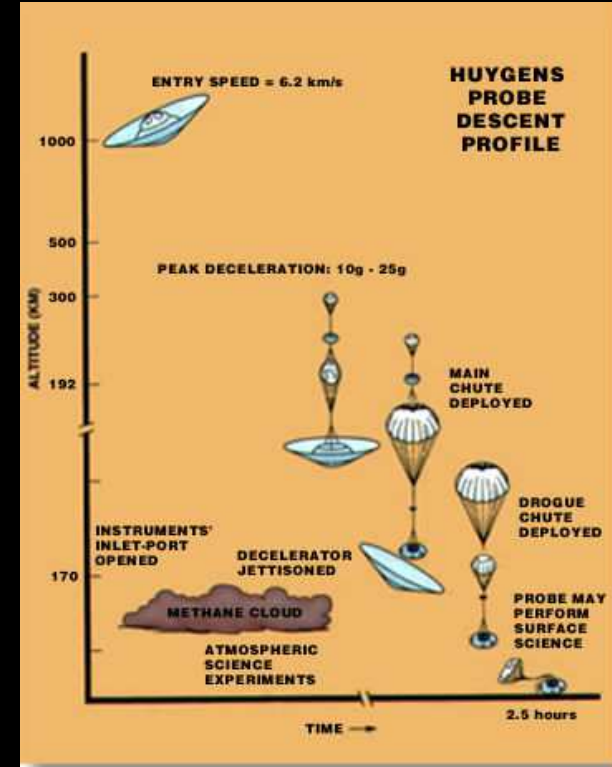 HUYGENS
PROBE
DESCENT
PROFILE
ENTRY SPEED = 6.2 km/s
1000
500
PEAK DECELERATION: 10g - 25g
300
ALTITUDE (KM)
192
MAIN
CHUTE
DEPLOYED
DROGUE
CHUTE
DEPLOYED
INSTRUMENTS'
INLET-PORT
OPENED
DECELERATOR
JETTISONED
170
METHANE CLOUD
PROBE MAY
PERFORM
SURFACE
SCIENCE
ATMOSPHERIC
SCIENCE
EXPERIMENTS
2.5 hours
TIME